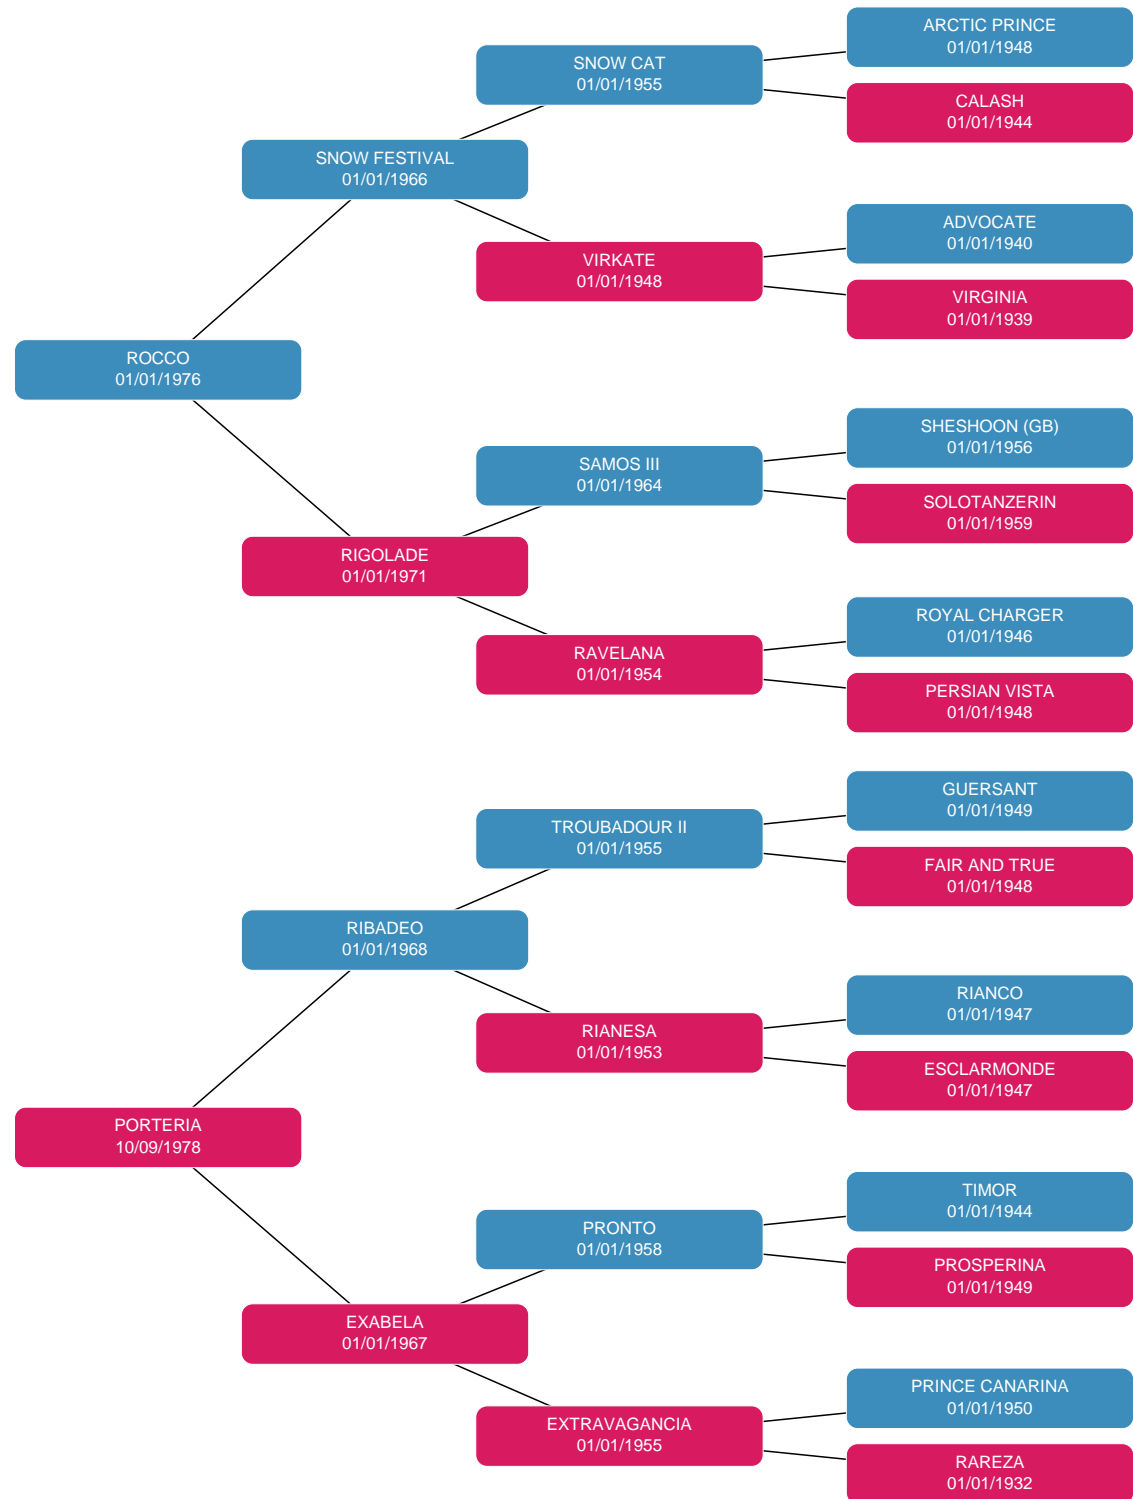 ARCTIC PRINCE
01/01/1948
SNOW CAT
01/01/1955
CALASH
01/01/1944
SNOW FESTIVAL
01/01/1966
ADVOCATE
01/01/1940
VIRKATE
01/01/1948
VIRGINIA
01/01/1939
ROCCO
01/01/1976
SHESHOON (GB)
01/01/1956
SAMOS III
01/01/1964
SOLOTANZERIN
01/01/1959
RIGOLADE
01/01/1971
ROYAL CHARGER
01/01/1946
RAVELANA
01/01/1954
PERSIAN VISTA
01/01/1948
GUERSANT
01/01/1949
TROUBADOUR II
01/01/1955
FAIR AND TRUE
01/01/1948
RIBADEO
01/01/1968
RIANCO
01/01/1947
RIANESA
01/01/1953
ESCLARMONDE
01/01/1947
PORTERIA
10/09/1978
TIMOR
01/01/1944
PRONTO
01/01/1958
PROSPERINA
01/01/1949
EXABELA
01/01/1967
PRINCE CANARINA
01/01/1950
EXTRAVAGANCIA
01/01/1955
RAREZA
01/01/1932